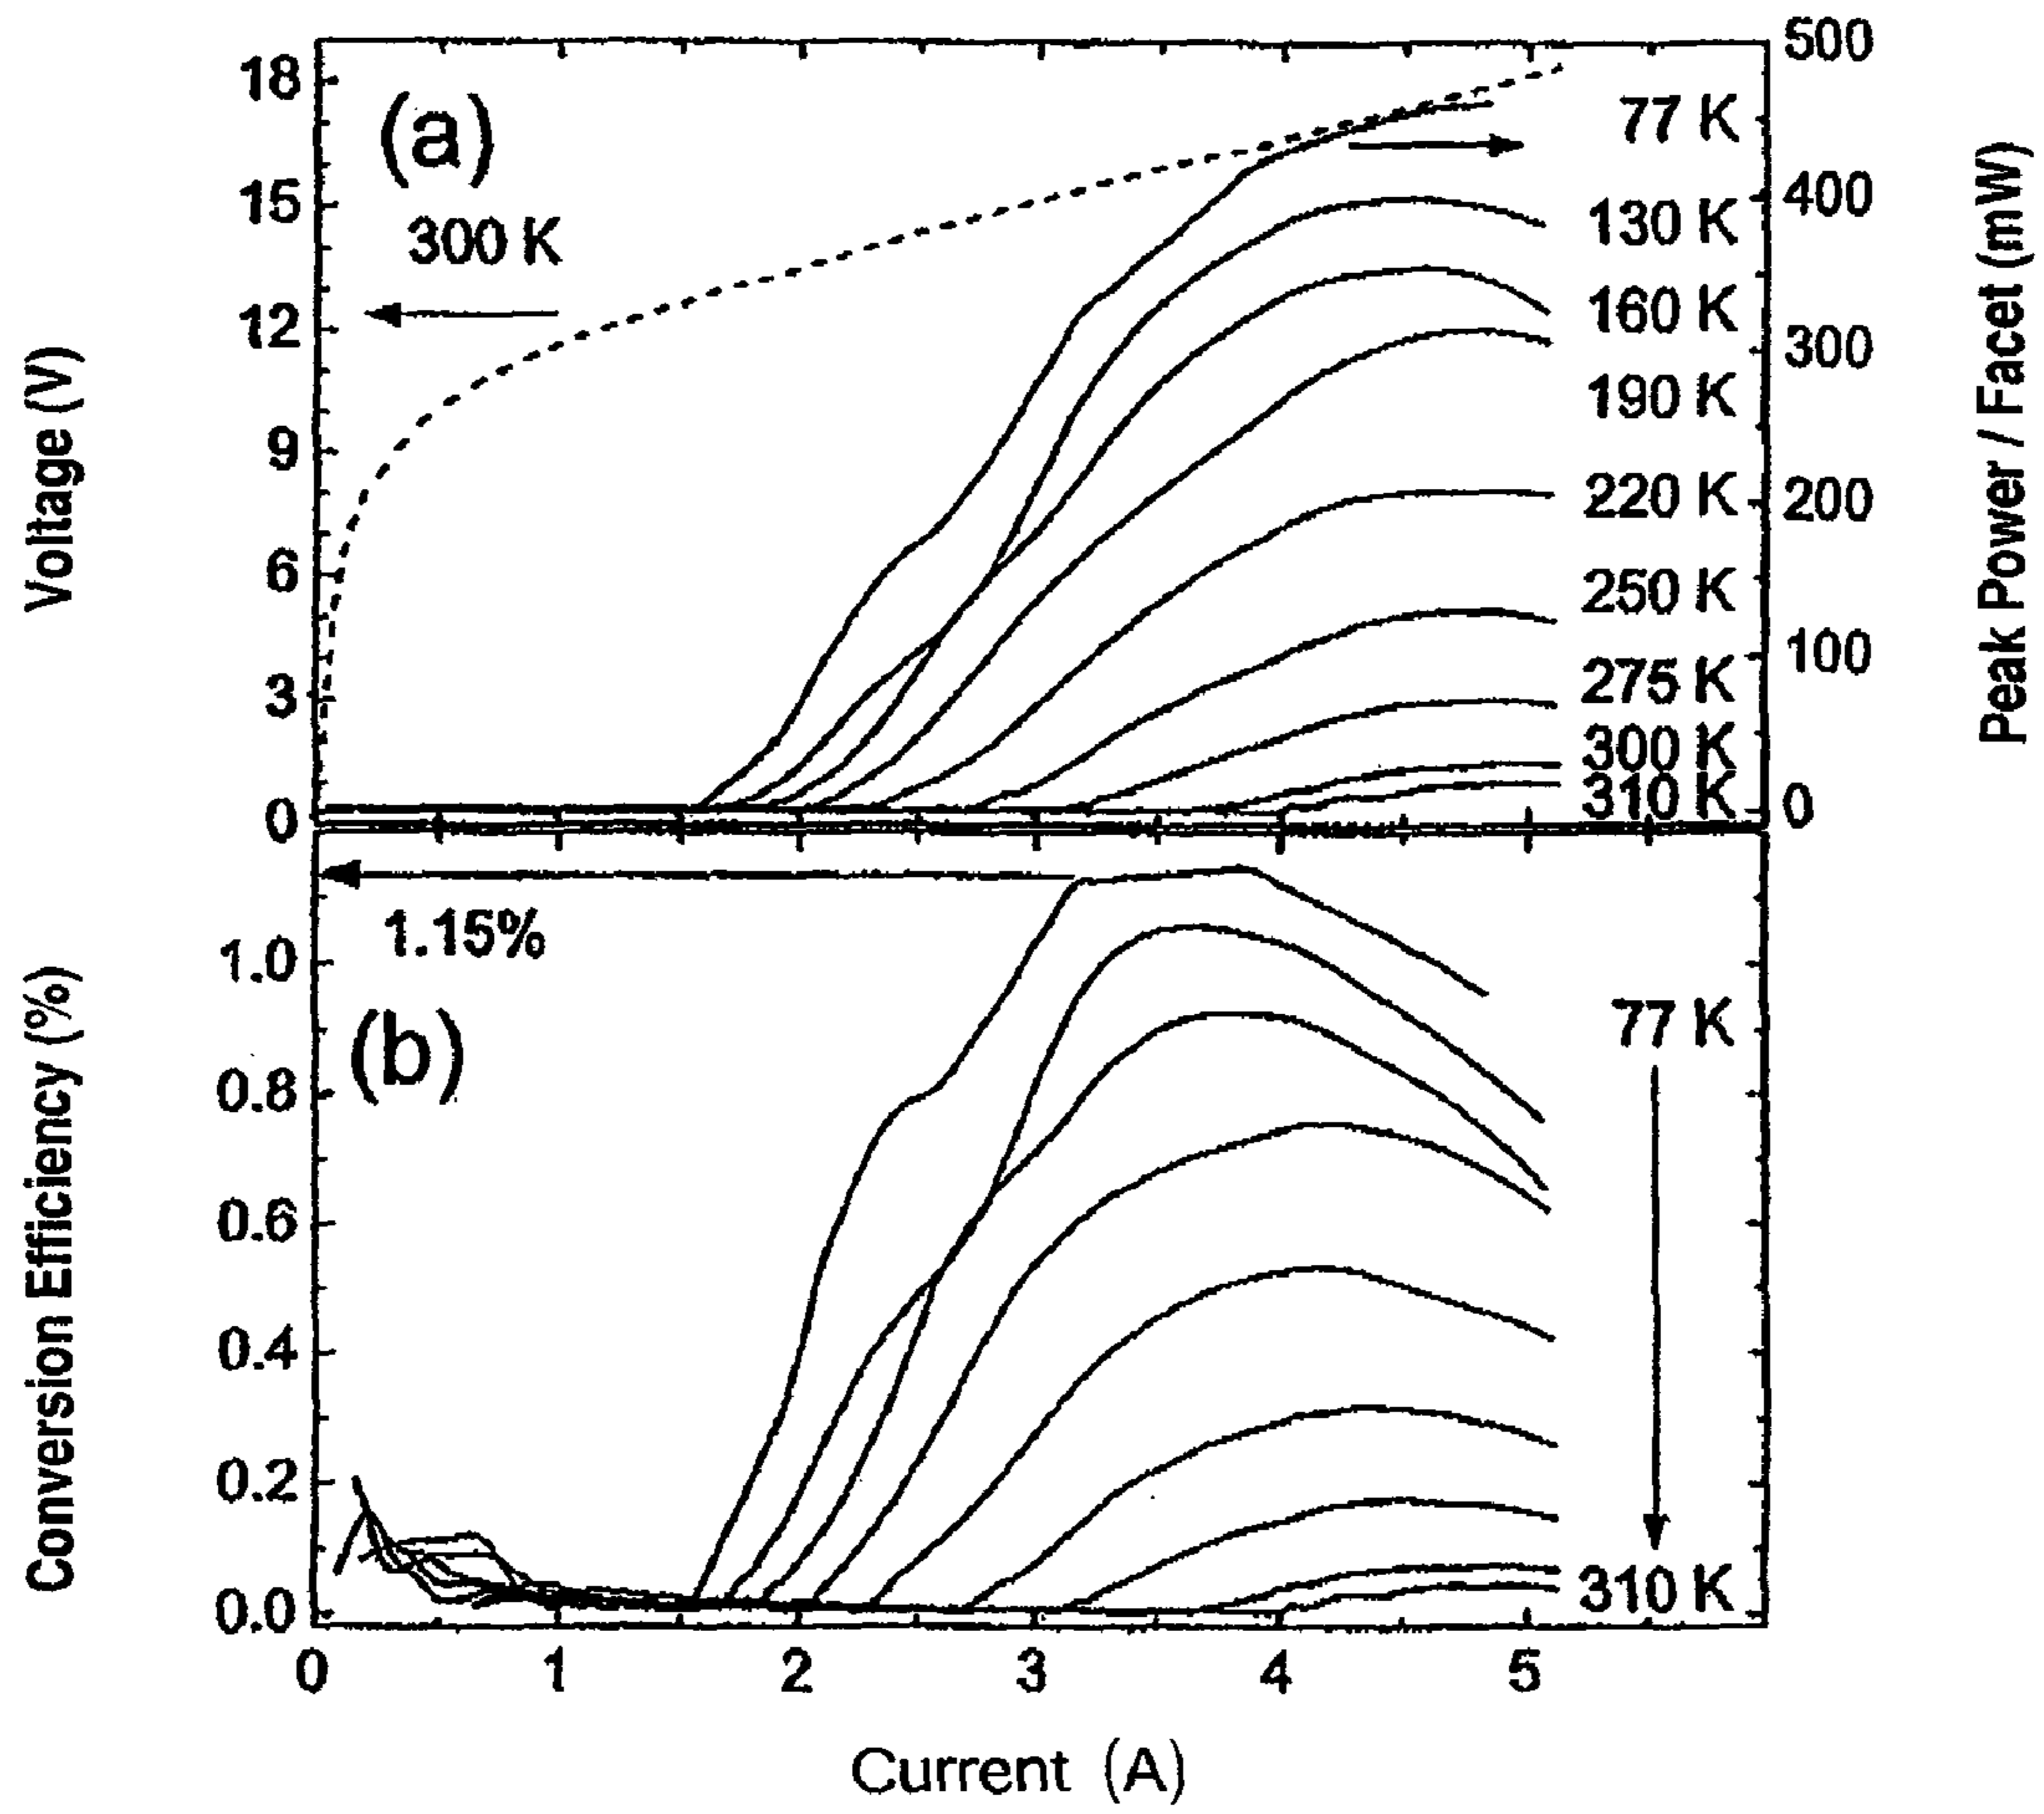 500
18
(a)
77 K
15
400
130 K
300 K
12
160 K
300
190 K
9
220 K
200
6
250 K
100
3
275 K
300 K
310 K
0
0
Voltage (V)
Peak Power / Facet (mW)
1.15%
1.0
(b)
77 K
0.8
0.6
0.4
0.2
0.0
310 K
Conversion Efficiency (%)
0 1 2 3 4 5
Current (A)